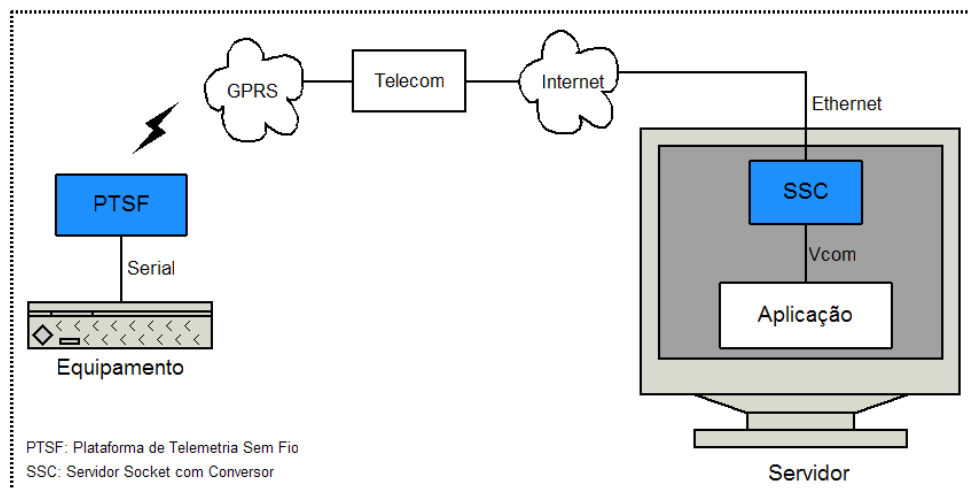 GPRS
Telecom
Internet
Ethernet
PTSF
SSC
Serial
Vcom
Aplicação
Equipamento
PTSF: Plataforma de Telemetria Sem Fio
SSC: Servidor Socket com Conversor
Servidor